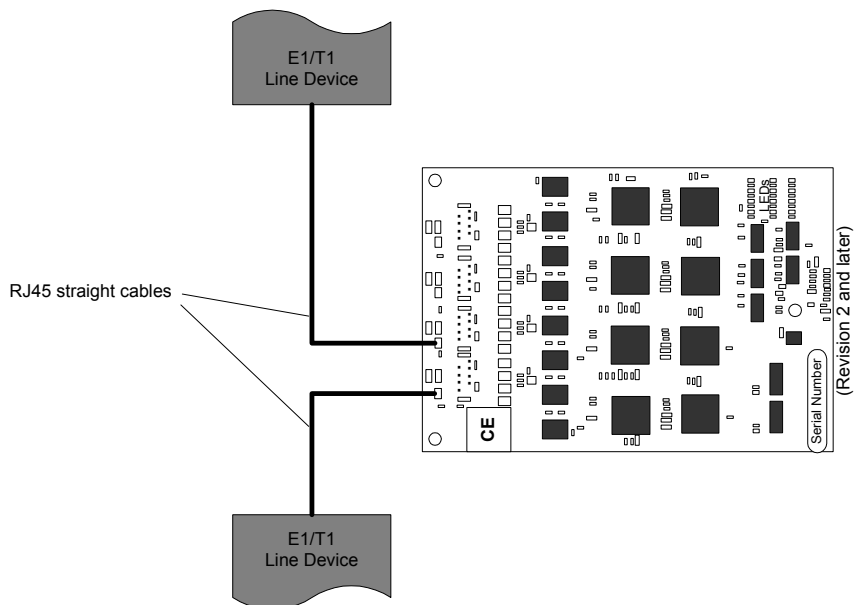 E1/T1
Line Device
RJ45 straight cables
LEDs
CE
Serial Number
(Revision 2 and later)
E1/T1
Line Device